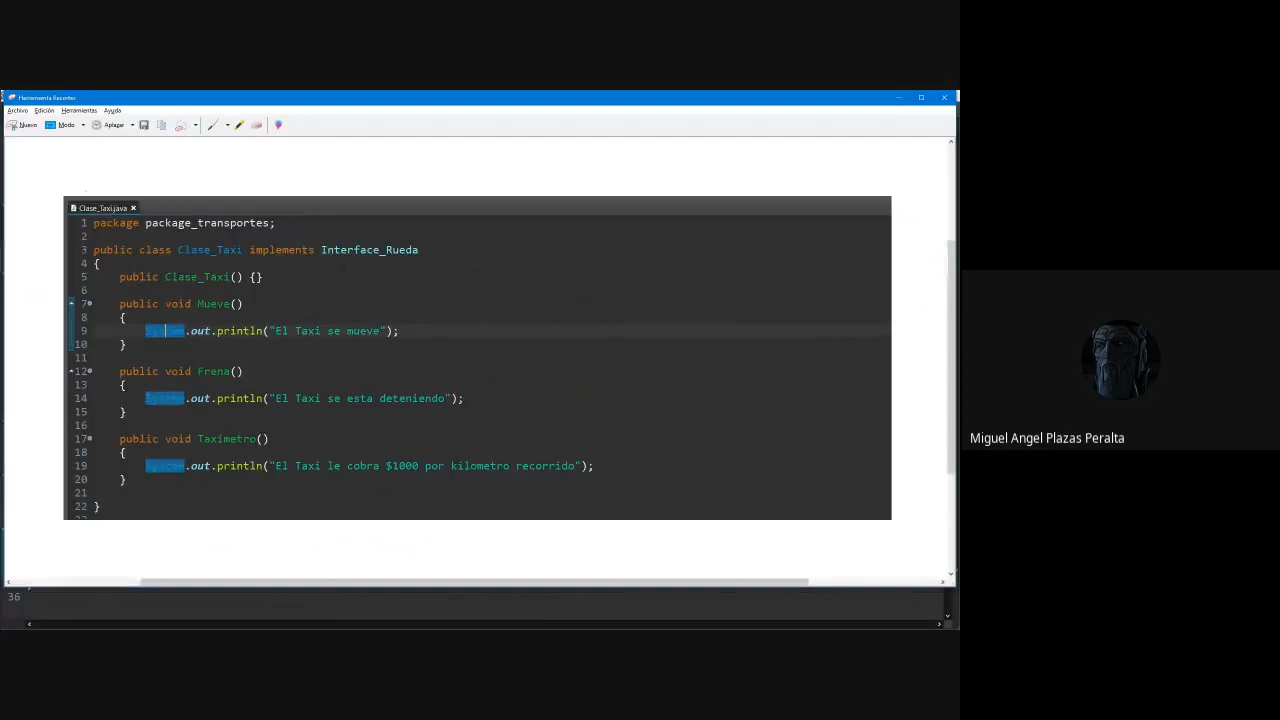 Herramienta Recortes
Archivo Edición Herramientas Ayuda
Nuevo Modo Aplazar
Clase_Taxi.java
1 package package_transportes;
2
3 public class Clase_Taxi implements Interface_Rueda
4 {
5 public Clase_Taxi() {}
6
7 public void Mueve()
8 {
9 System.out.println("El Taxi se mueve");
10 }
11
12 public void Frena()
13 {
14 System.out.println("El Taxi se esta deteniendo");
15 }
16
17 public void Taximetro()
18 {
19 System.out.println("El Taxi le cobra $1000 por kilometro recorrido");
20 }
21
22 }
36
Miguel Angel Plazas Peralta